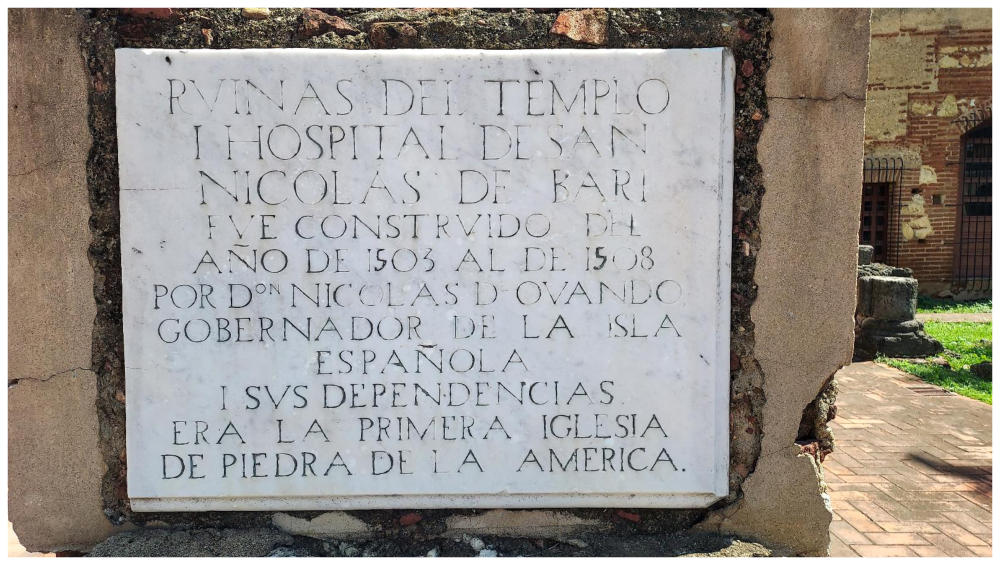 RVINAS DEL TEMPLO
I HOSPITAL DE SAN
NICOLAS DE BARI
FVE CONSTRVIDO DEL
AÑO DE 1503 AL DE 1508
POR DON NICOLAS D OVANDO
GOBERNADOR DE LA ISLA
ESPAÑOLA
I SVS DEPENDENCIAS
ERA LA PRIMERA IGLESIA
DE PIEDRA DE LA AMERICA.